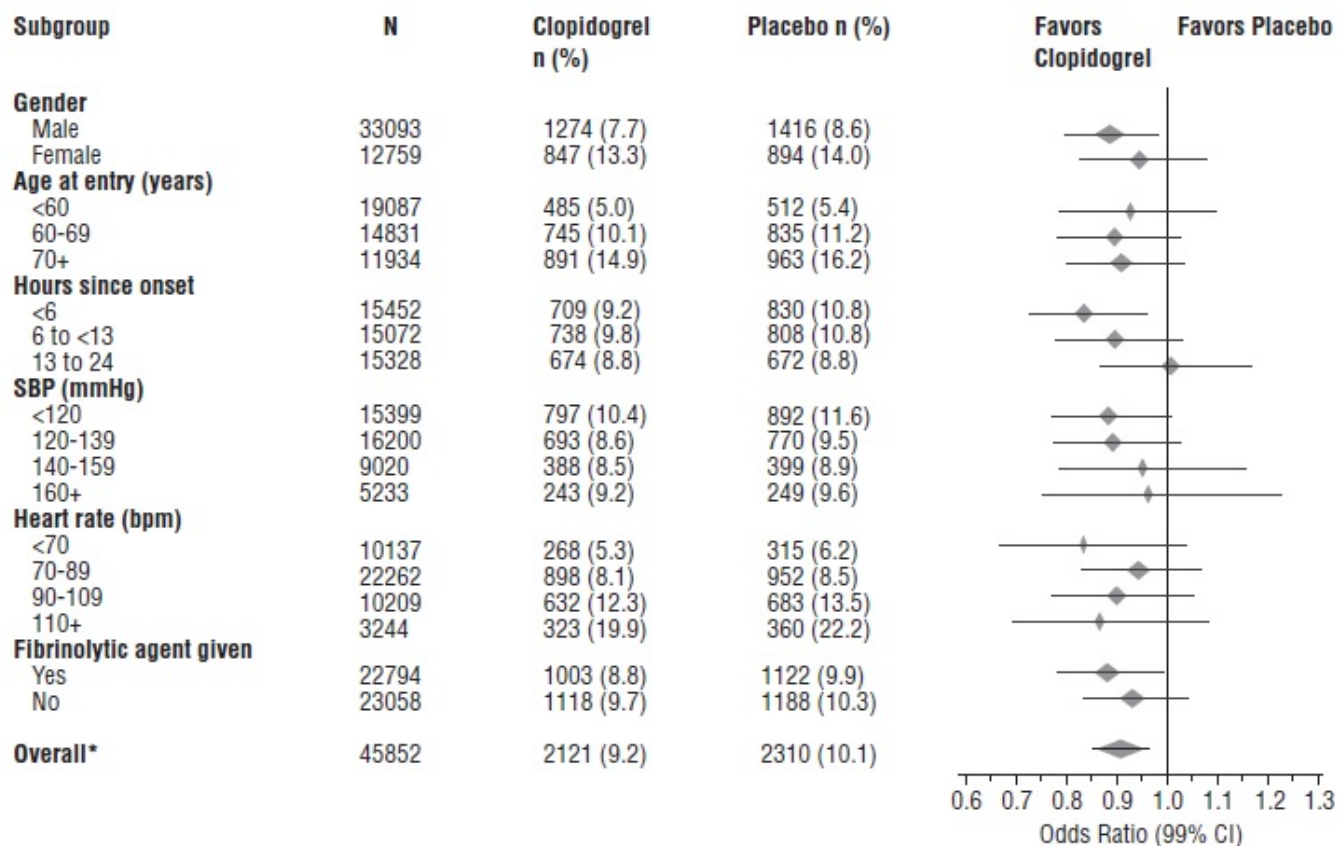 Subgroup N Clopidogrel n (%) Placebo n (%) Favors Clopidogrel Favors Placebo
Gender
Male 33093 1274 (7.7) 1416 (8.6)
Female 12759 847 (13.3) 894 (14.0)
Age at entry (years)
<60 19087 485 (5.0) 512 (5.4)
60-69 14831 745 (10.1) 835 (11.2)
70+ 11934 891 (14.9) 963 (16.2)
Hours since onset
<6 15452 709 (9.2) 830 (10.8)
6 to <13 15072 738 (9.8) 808 (10.8)
13 to 24 15328 674 (8.8) 672 (8.8)
SBP (mmHg)
<120 15399 797 (10.4) 892 (11.6)
120-139 16200 693 (8.6) 770 (9.5)
140-159 9020 388 (8.5) 399 (8.9)
160+ 5233 243 (9.2) 249 (9.6)
Heart rate (bpm)
<70 10137 268 (5.3) 315 (6.2)
70-89 22262 898 (8.1) 952 (8.5)
90-109 10209 632 (12.3) 683 (13.5)
110+ 3244 323 (19.9) 360 (22.2)
Fibrinolytic agent given
Yes 22794 1003 (8.8) 1122 (9.9)
No 23058 1118 (9.7) 1188 (10.3)
Overall* 45852 2121 (9.2) 2310 (10.1)
0.6 0.7 0.8 0.9 1.0 1.1 1.2 1.3
Odds Ratio (99% CI)